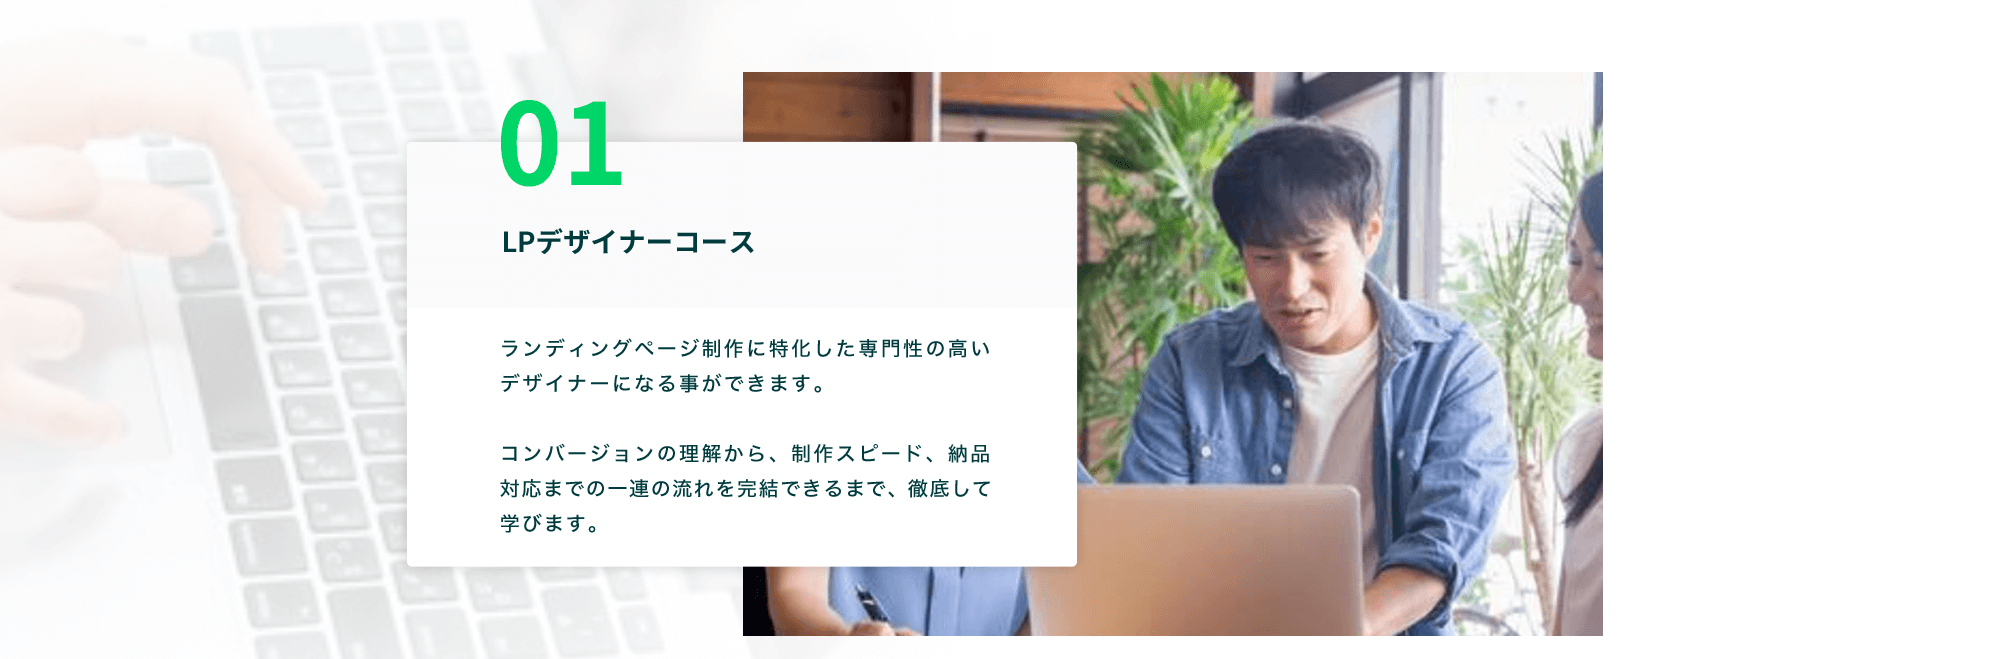 01
LPデザイナーコース
ランディングページ制作に特化した専門性の高い
デザイナーになる事ができます。
コンバージョンの理解から、制作スピード、納品
対応までの一連の流れを完結できるまで、徹底して
学びます。